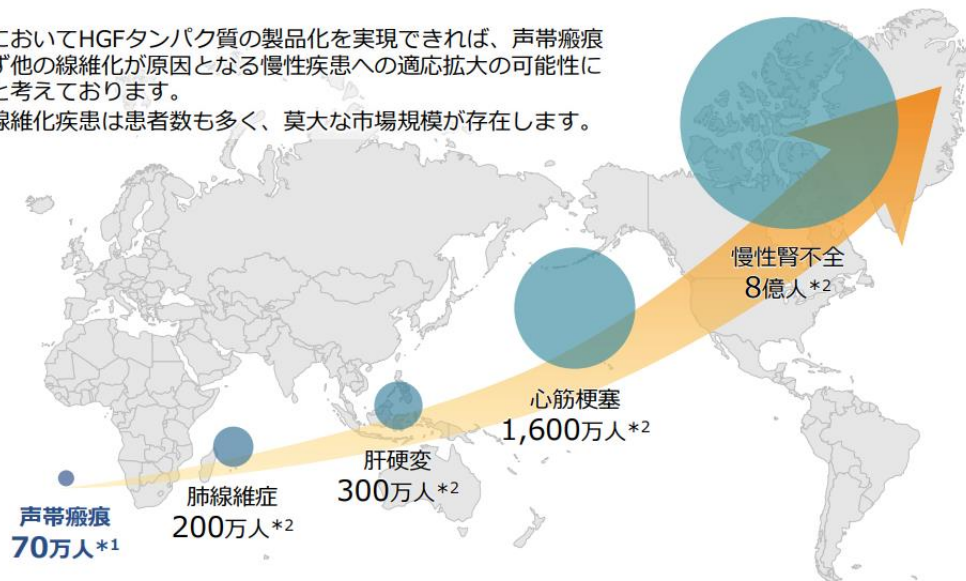 においてHGFタンパク質の製品化を実現できれば、声帯瘢痕
ず他の線維化が原因となる慢性疾患への適応拡大の可能性に
と考えております。
線維化疾患は患者数も多く、莫大な市場規模が存在します。
慢性腎不全
8億人*2
心筋梗塞
1,600万人*2
肝硬変
300万人*2
肺線維症
200万人*2
声帯瘢痕
70万人*1